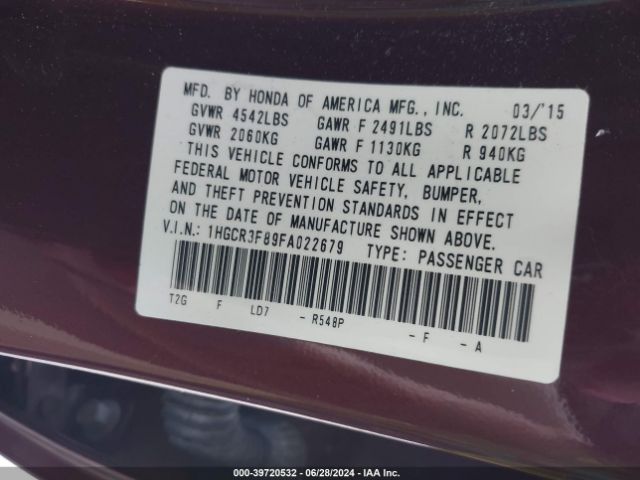 MFD. BY HONDA OF AMERICA MFG., INC. 03/'15
GVWR 4542LBS GAWR F 2491LBS R 2072LBS
GVWR 2060KG GAWR F 1130KG R 940KG
THIS VEHICLE CONFORMS TO ALL APPLICABLE
FEDERAL MOTOR VEHICLE SAFETY, BUMPER,
AND THEFT PREVENTION STANDARDS IN EFFECT
ON THE DATE OF MANUFACTURE SHOWN ABOVE.
V.I.N.: 1HGCR3F89FA022679 TYPE: PASSENGER CAR
T2G F LD7 - R548P - F - A
000-39720532 - 06/28/2024 - IAA Inc.